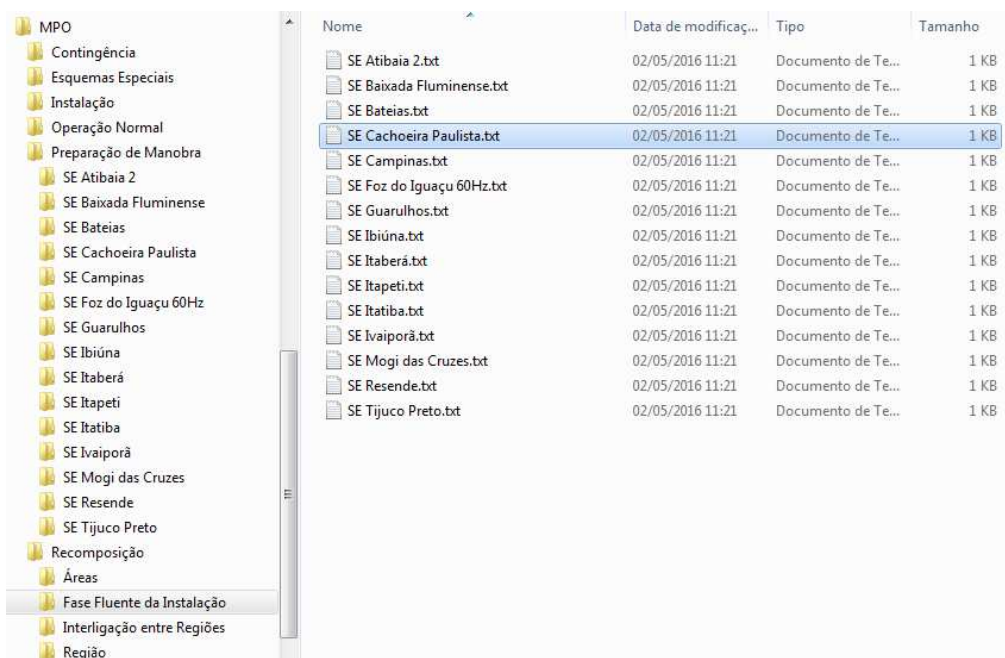 MPO
Contingência
Esquemas Especiais
Instalação
Operação Normal
Preparação de Manobra
SE Atibaia 2
SE Baixada Fluminense
SE Bateias
SE Cachoeira Paulista
SE Campinas
SE Foz do Iguaçu 60Hz
SE Guarulhos
SE Ibiúna
SE Itaberá
SE Itapeti
SE Itatiba
SE Ivaiporã
SE Mogi das Cruzes
SE Resende
SE Tijuco Preto
Recomposição
Áreas
Fase Fluente da Instalação
Interligação entre Regiões
Região
Nome Data de modificaç... Tipo Tamanho
SE Atibaia 2.txt 02/05/2016 11:21 Documento de Te... 1 KB
SE Baixada Fluminense.txt 02/05/2016 11:21 Documento de Te... 1 KB
SE Bateias.txt 02/05/2016 11:21 Documento de Te... 1 KB
SE Cachoeira Paulista.txt 02/05/2016 11:21 Documento de Te... 1 KB
SE Campinas.txt 02/05/2016 11:21 Documento de Te... 1 KB
SE Foz do Iguaçu 60Hz.txt 02/05/2016 11:21 Documento de Te... 1 KB
SE Guarulhos.txt 02/05/2016 11:21 Documento de Te... 1 KB
SE Ibiúna.txt 02/05/2016 11:21 Documento de Te... 1 KB
SE Itaberá.txt 02/05/2016 11:21 Documento de Te... 1 KB
SE Itapeti.txt 02/05/2016 11:21 Documento de Te... 1 KB
SE Itatiba.txt 02/05/2016 11:21 Documento de Te... 1 KB
SE Ivaiporã.txt 02/05/2016 11:21 Documento de Te... 1 KB
SE Mogi das Cruzes.txt 02/05/2016 11:21 Documento de Te... 1 KB
SE Resende.txt 02/05/2016 11:21 Documento de Te... 1 KB
SE Tijuco Preto.txt 02/05/2016 11:21 Documento de Te... 1 KB